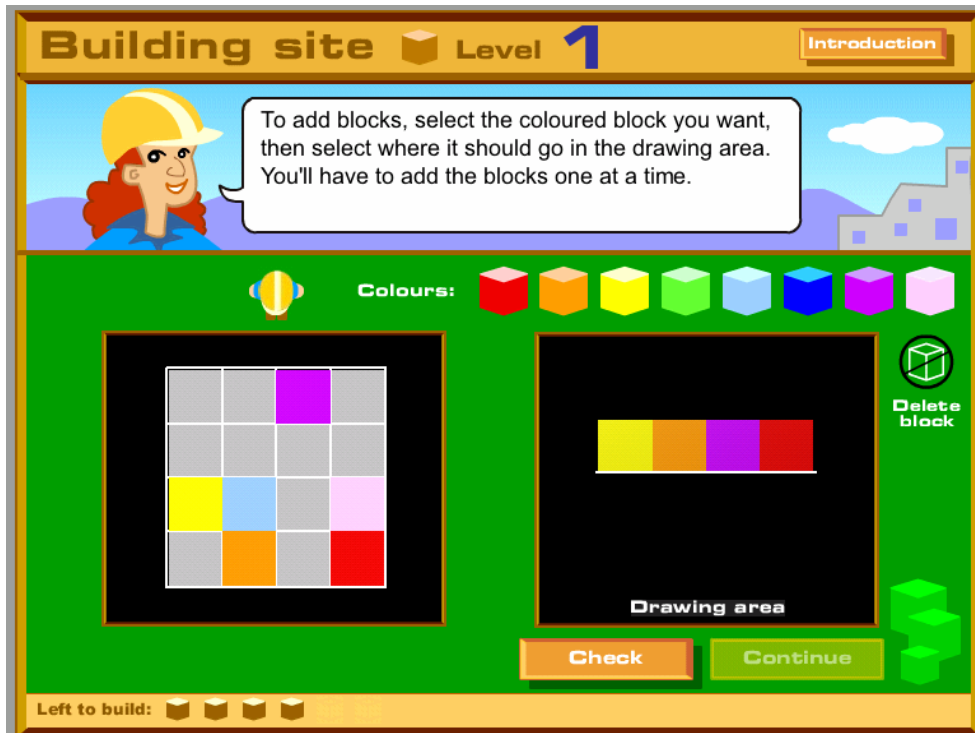 Building site Level 1
Introduction
To add blocks, select the coloured block you want,
then select where it should go in the drawing area.
You'll have to add the blocks one at a time.
Colours:
Delete
block
Drawing area
Check
Continue
Left to build: